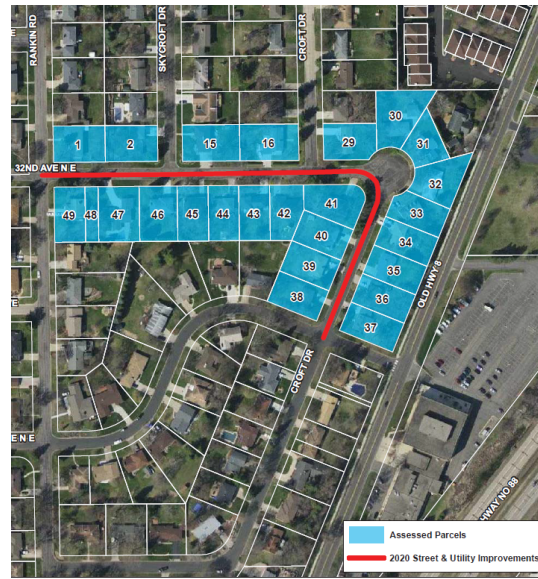 RANKIN RD
SKYCROFT DR
CROFT DR
E
30
1
2
15
16
29
31
32ND AVE N E
32
33
49
48
47
46
45
44
43
42
41
34
40
35
39
36
38
37
OLD HWY 8
E
CROFT DR
E N E
HWAY NO 88
Assessed Parcels
2020 Street & Utility Improvements